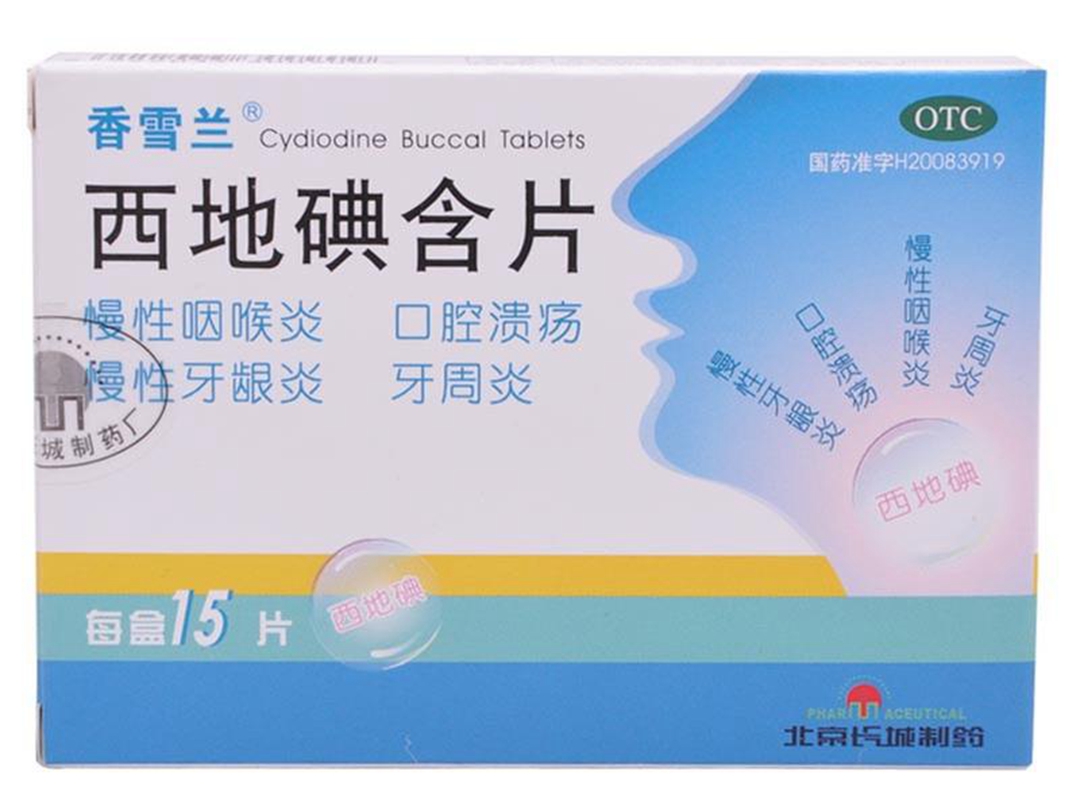 香雪兰® Cydiodine Buccal Tablets
OTC
国药准字H20083919
西地碘含片
慢性咽喉炎 口腔溃疡
慢性牙龈炎 牙周炎
慢性牙龈炎
口腔溃疡
慢性咽喉炎
牙周炎
西地碘
城制药厂
西地碘
每盒15片
PHARMACEUTICAL
北京长城制药